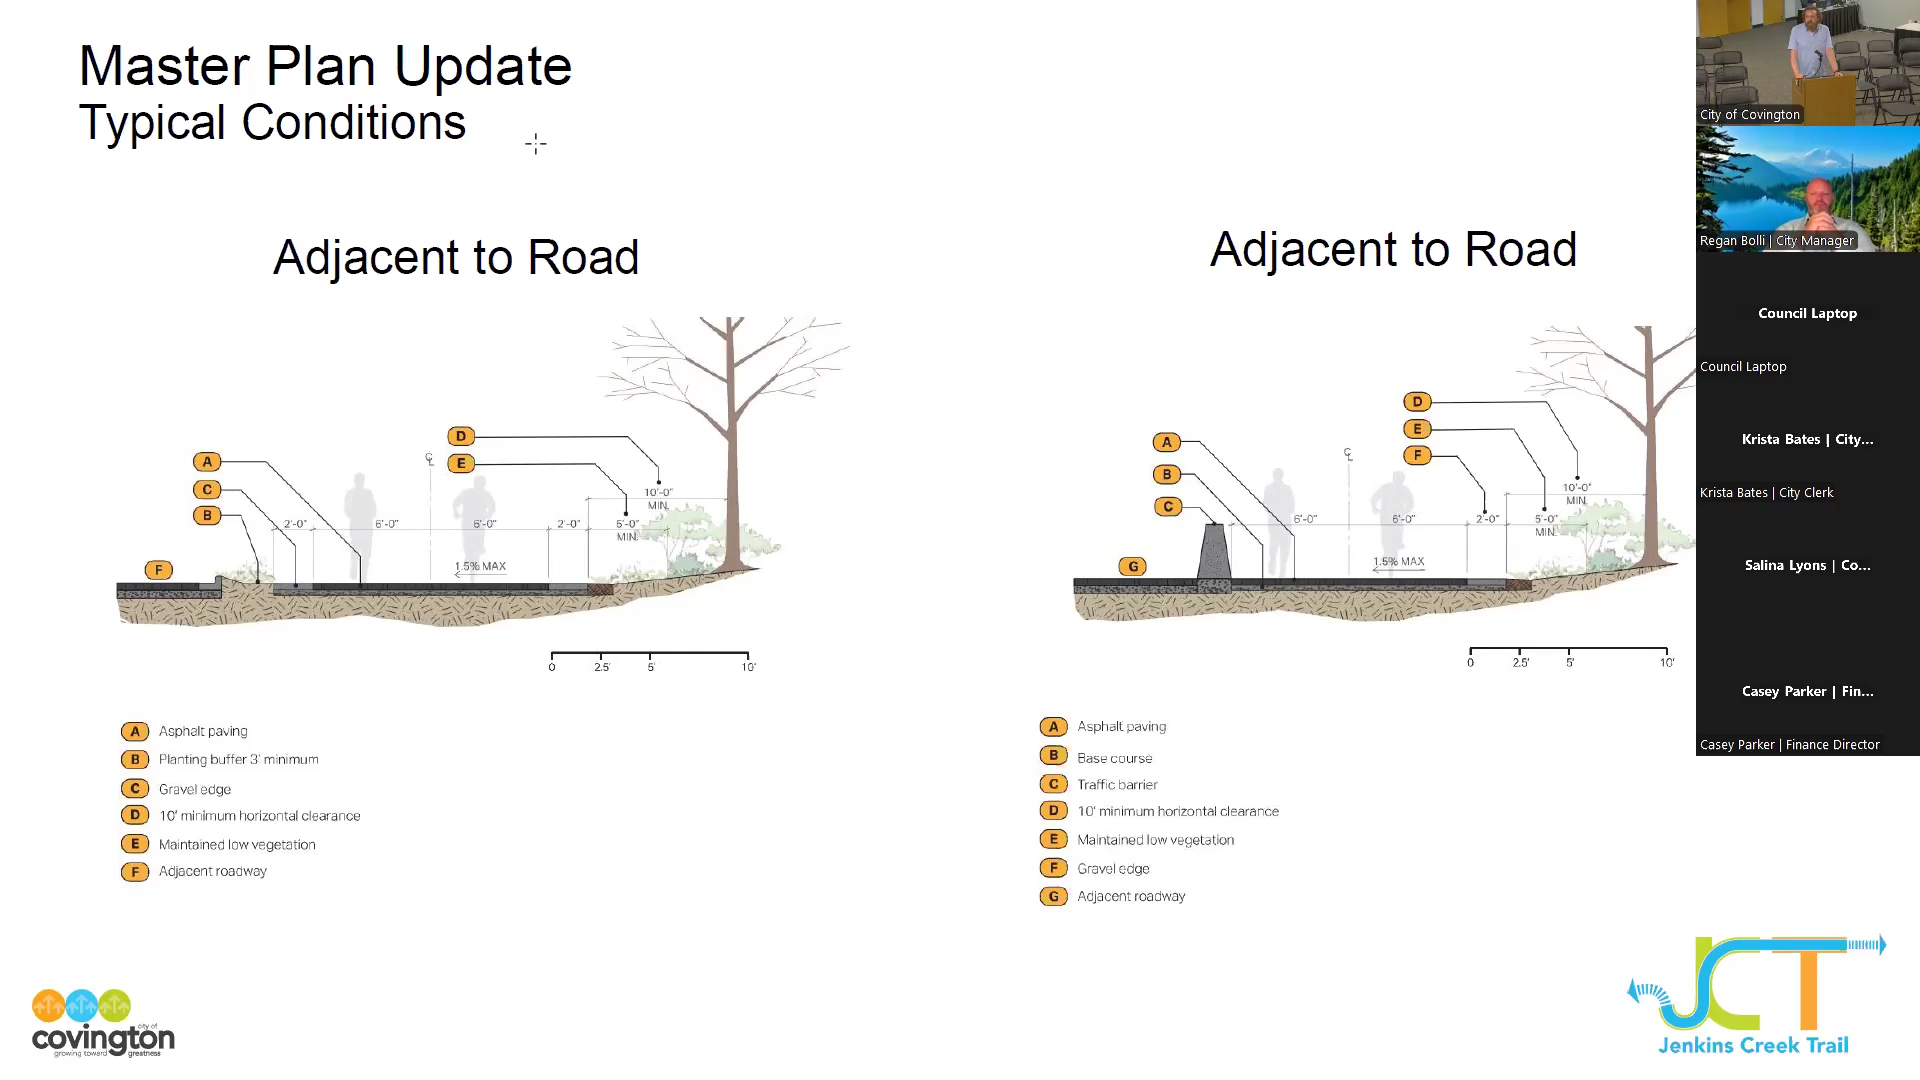 Master Plan Update
Typical Conditions
Adjacent to Road
A
C
B
F
D
E
℄
2'-0"
6'-0"
6'-0"
2'-0"
10'-0"
MIN.
5'-0"
MIN.
1.5% MAX
0
2.5'
5'
10'
A Asphalt paving
B Planting buffer 3' minimum
C Gravel edge
D 10' minimum horizontal clearance
E Maintained low vegetation
F Adjacent roadway
Adjacent to Road
A
B
C
G
D
E
F
℄
6'-0"
6'-0"
2'-0"
10'-0"
MIN.
5'-0"
MIN.
1.5% MAX
0
2.5'
5'
10'
A Asphalt paving
B Base course
C Traffic barrier
D 10' minimum horizontal clearance
E Maintained low vegetation
F Gravel edge
G Adjacent roadway
city of
covington
growing toward greatness
JCT
Jenkins Creek Trail
City of Covington
Regan Bolli | City Manager
Council Laptop
Council Laptop
Krista Bates | City...
Krista Bates | City Clerk
Salina Lyons | Co...
Casey Parker | Fin...
Casey Parker | Finance Director